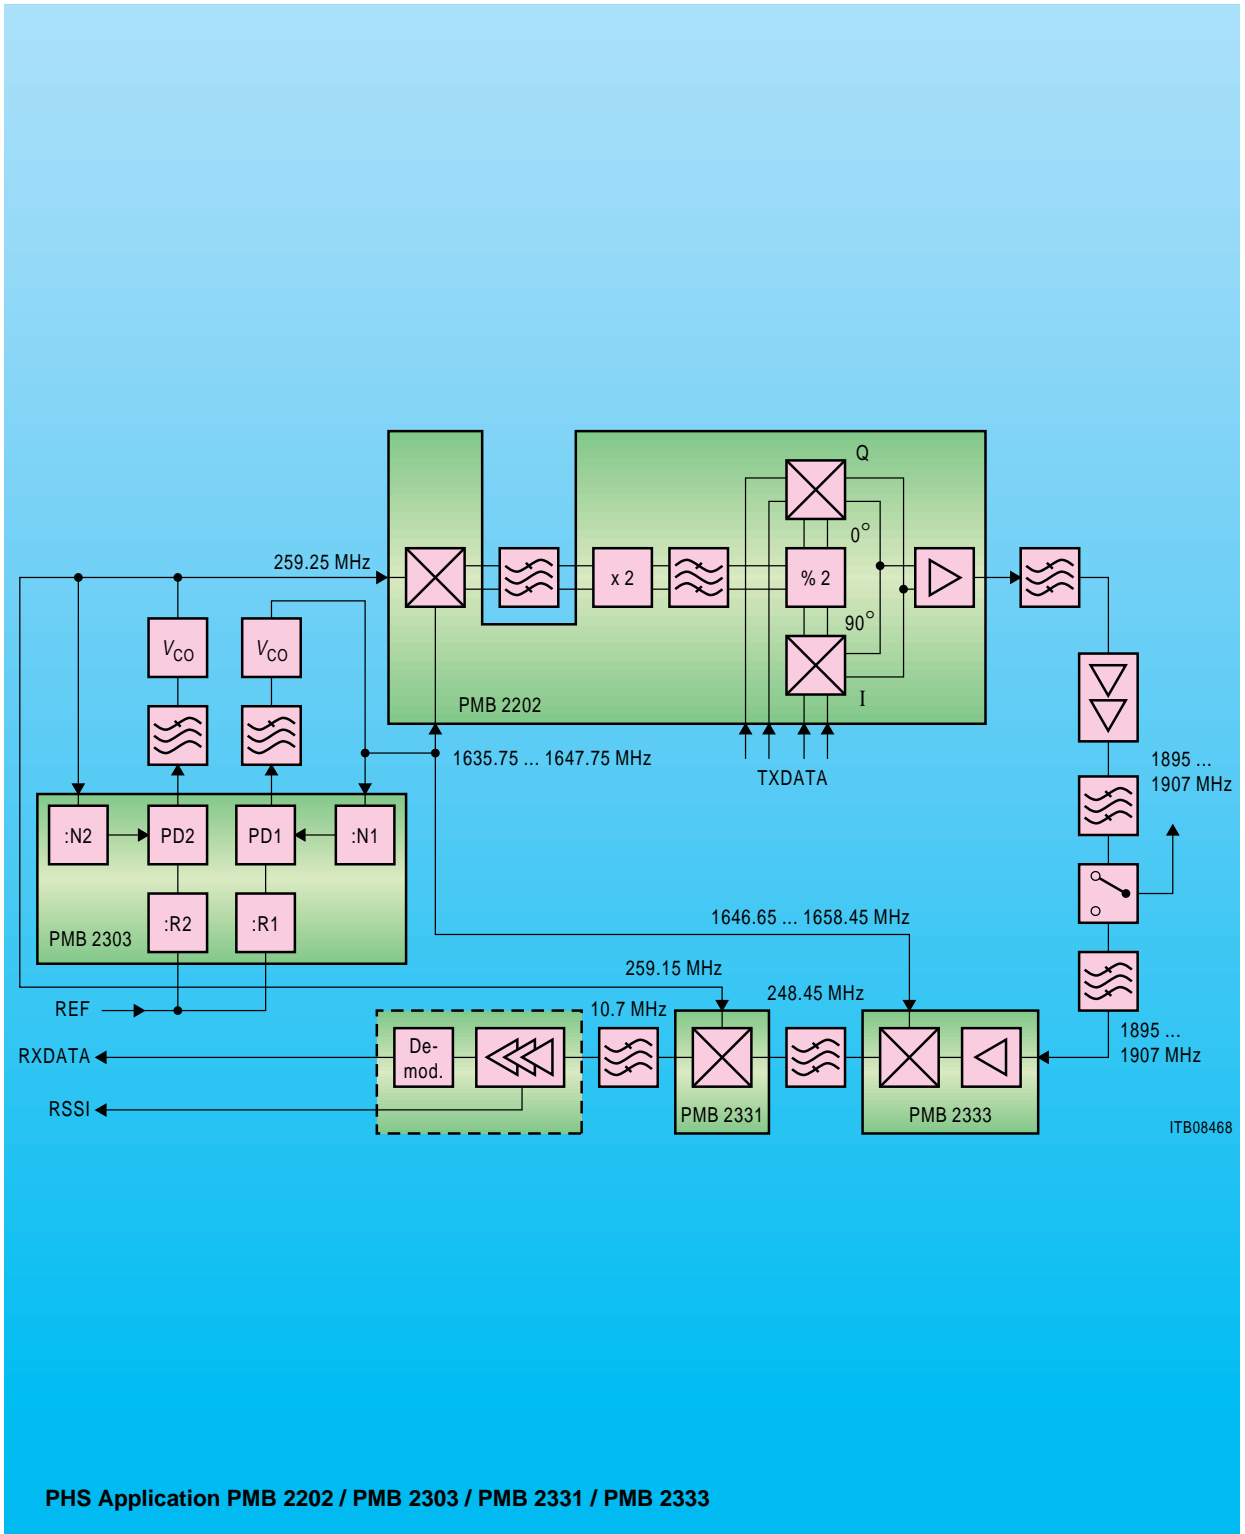 Q
0°
259.25 MHz
x 2
% 2
90°
VCO
VCO
I
PMB 2202
1635.75 ... 1647.75 MHz
TXDATA
1895 ...
1907 MHz
:N2
PD2
PD1
:N1
:R2
:R1
PMB 2303
1646.65 ... 1658.45 MHz
259.15 MHz
248.45 MHz
10.7 MHz
REF
1895 ...
1907 MHz
RXDATA
De-
mod.
RSSI
PMB 2331
PMB 2333
ITB08468
PHS Application PMB 2202 / PMB 2303 / PMB 2331 / PMB 2333